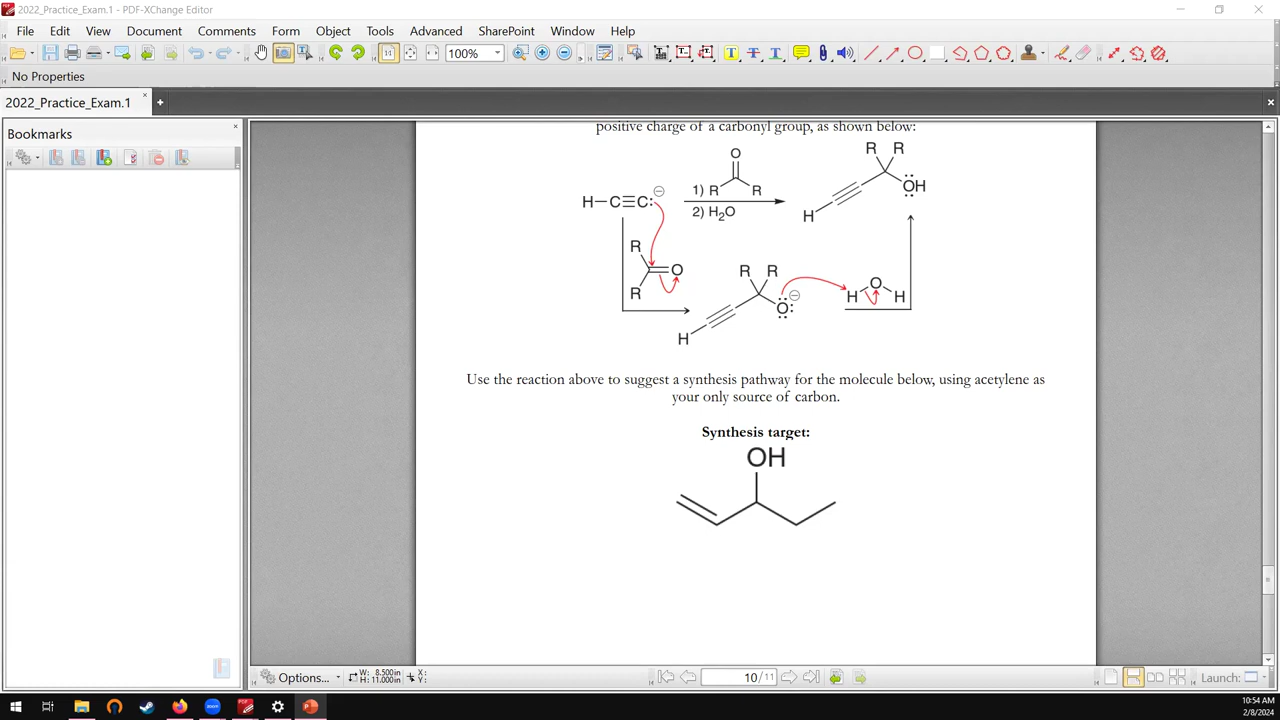 2022_Practice_Exam.1 - PDF-XChange Editor
File Edit View Document Comments Form Object Tools Advanced SharePoint Window Help
100%
No Properties
2022_Practice_Exam.1
Bookmarks
positive charge of a carbonyl group, as shown below:
O
R R
1) R R
H C C:
2) H2O
OH
H
R
O
R
R R
O
H
H O H
Use the reaction above to suggest a synthesis pathway for the molecule below, using acetylene as
your only source of carbon.
Synthesis target:
OH
Options...
W: 8.500in
H: 11.000in
X:
Y:
10 / 11
Launch:
10:54 AM
2/8/2024